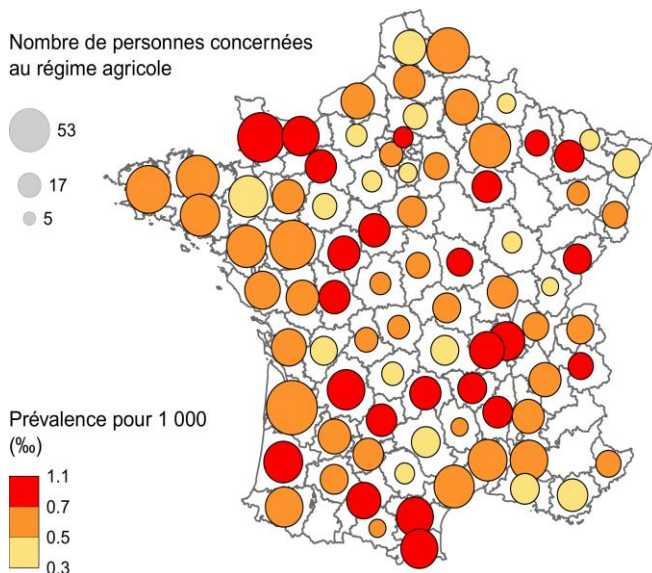 Nombre de personnes concernées
au régime agricole
53
17
5
Prévalence pour 1 000
(‰)
1.1
0.7
0.5
0.3